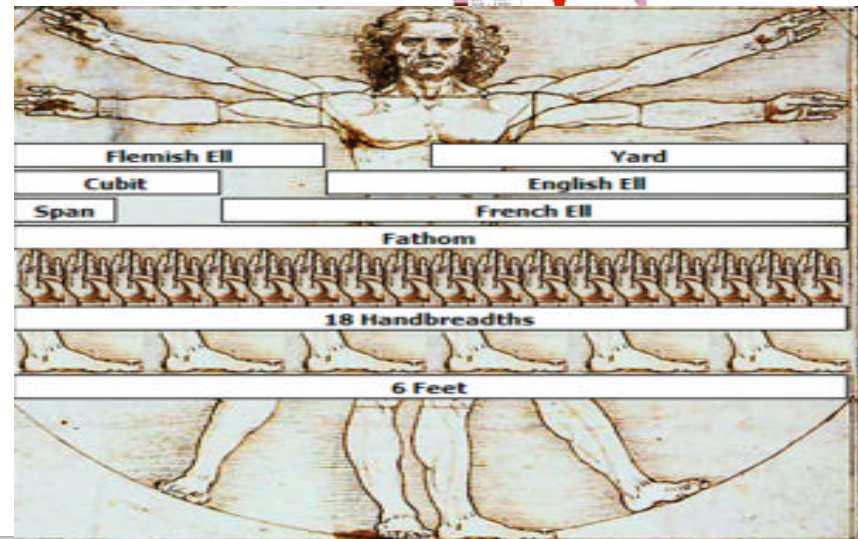 Flemish Ell Yard
Cubit English Ell
Span French Ell
Fathom
18 Handbreadths
6 Feet